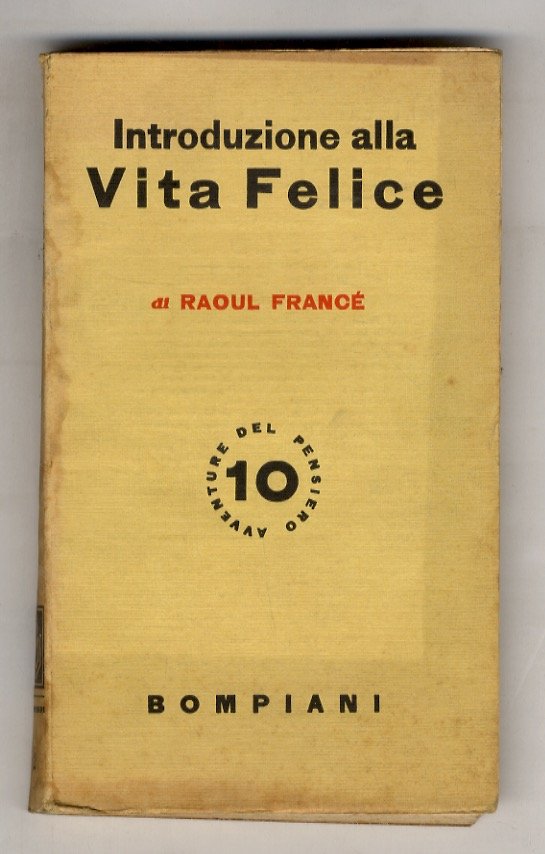 Introduzione alla
Vita Felice
di RAOUL FRANCÉ
AVVENTURE DEL PENSIERO
10
BOMPIANI